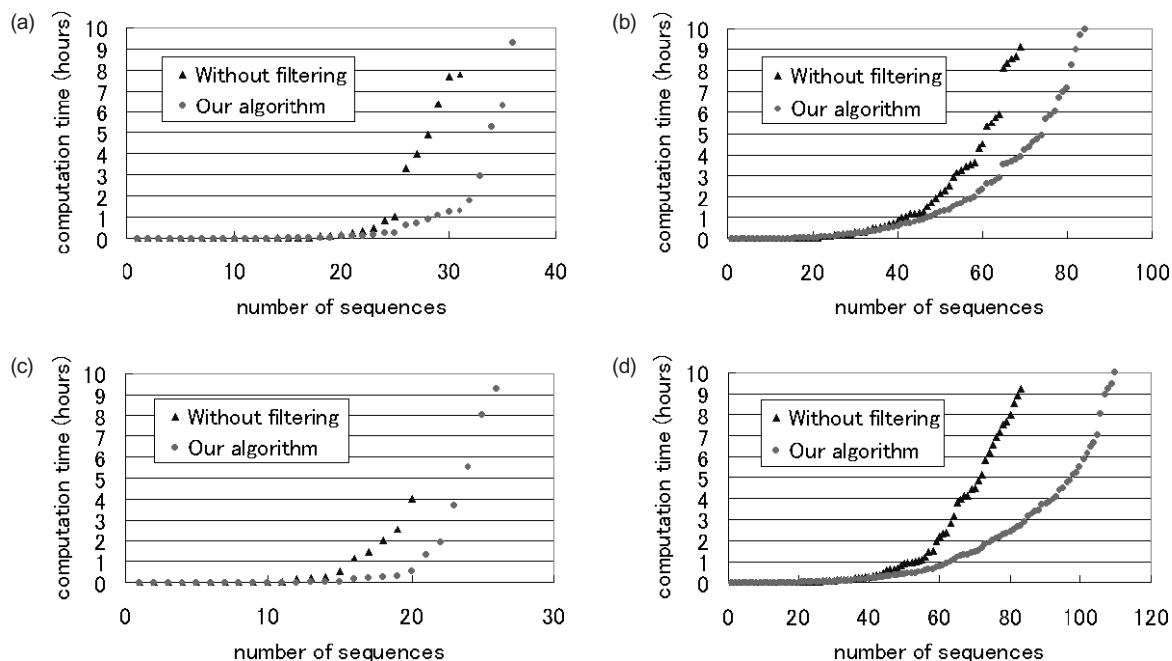 (a)
computation time (hours)
10
9
8
7
6
5
4
3
2
1
0
Without filtering
Our algorithm
0 10 20 30 40
number of sequences
(b)
computation time (hours)
10
9
8
7
6
5
4
3
2
1
0
Without filtering
Our algorithm
0 20 40 60 80 100
number of sequences
(c)
computation time (hours)
10
9
8
7
6
5
4
3
2
1
0
Without filtering
Our algorithm
0 10 20 30
number of sequences
(d)
computation time (hours)
10
9
8
7
6
5
4
3
2
1
0
Without filtering
Our algorithm
0 20 40 60 80 100 120
number of sequences